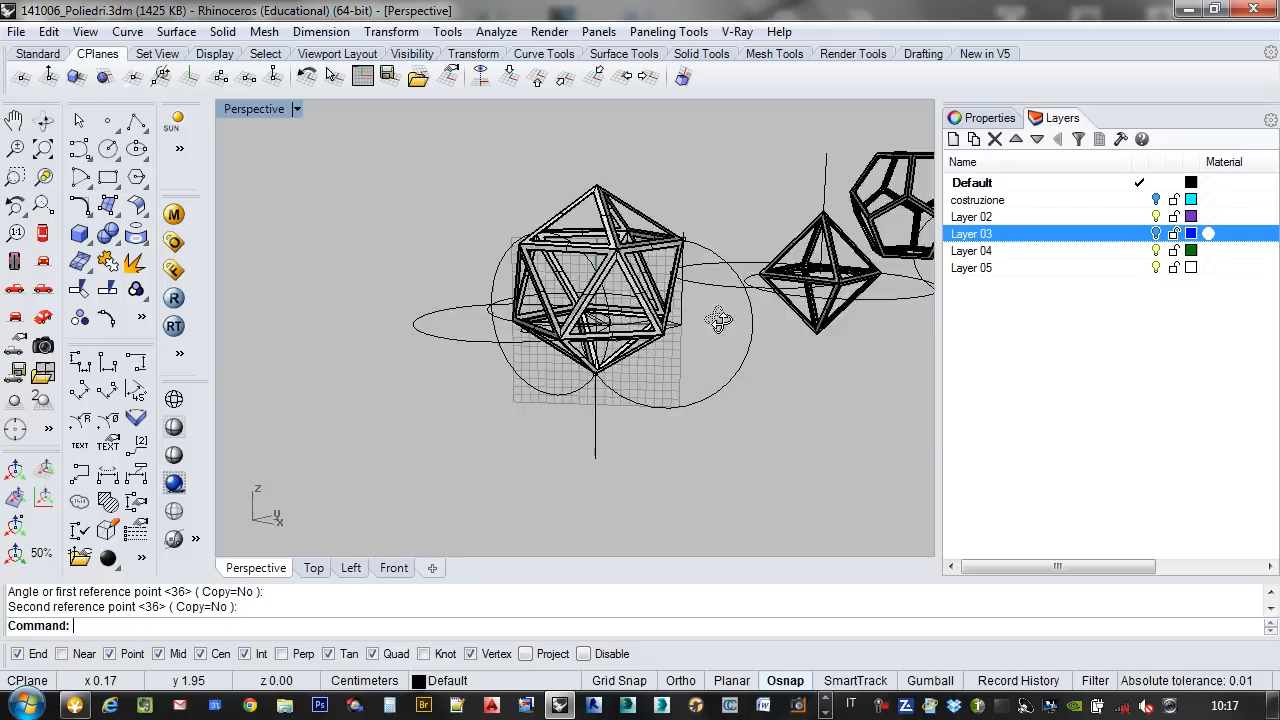 141006_Poliedri.3dm (1425 KB) - Rhinoceros (Educational) (64-bit) - [Perspective]
File Edit View Curve Surface Solid Mesh Dimension Transform Tools Analyze Render Panels Paneling Tools V-Ray Help
Standard CPlanes Set View Display Select Viewport Layout Visibility Transform Curve Tools Surface Tools Solid Tools Mesh Tools Render Tools Drafting New in V5
Perspective
Properties Layers
Name Material
Default
costruzione
Layer 02
Layer 03
Layer 04
Layer 05
SUN
M
O
F
R
RT
2
TEXT TEXT
50%
z
y
x
Perspective Top Left Front
Angle or first reference point <36> ( Copy=No ):
Second reference point <36> ( Copy=No ):
Command:
End Near Point Mid Cen Int Perp Tan Quad Knot Vertex Project Disable
CPlane x 0.17 y 1.95 z 0.00 Centimeters Default Grid Snap Ortho Planar Osnap SmartTrack Gumball Record History Filter Absolute tolerance: 0.01
Ps Br IT 10:17